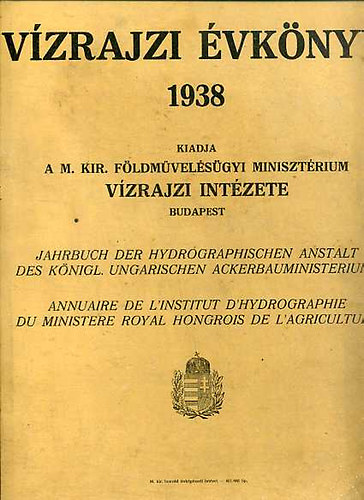 VÍZRAJZI ÉVKÖNY
1938
KIADJA
A M. KIR. FÖLDMŰVELÉSÜGYI MINISZTÉRIUM
VÍZRAJZI INTÉZETE
BUDAPEST
JAHRBUCH DER HYDROGRAPHISCHEN ANSTALT
DES KÖNIGL. UNGARISCHEN ACKERBAUMINISTERIUM
ANNUAIRE DE L'INSTITUT D'HYDROGRAPHIE
DU MINISTERE ROYAL HONGROIS DE L'AGRICULTUR
M. kir.